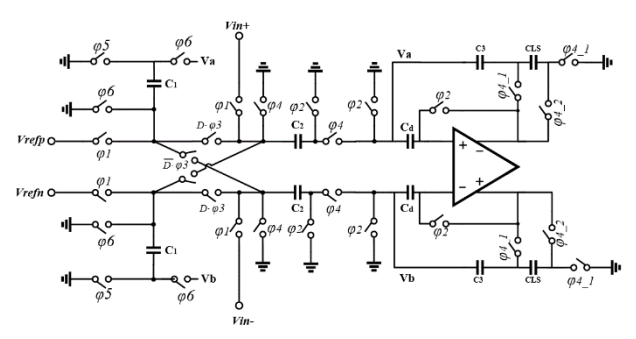 Vin+
φ5 φ6 Va
Va C3 CLS φ4_1
C1
φ6
φ1 φ4 φ2 φ2 φ2 φ4_1 φ4_2
D·φ3 C2 φ4 Cd
Vrefp φ1
D̅·φ3
+ −
Vrefn φ1
− +
D·φ3 C2 φ4 Cd
φ6 φ1 φ4 φ2 φ2 φ2 φ4_1 φ4_2
C1
φ5 φ6 Vb
Vb C3 CLS φ4_1
Vin-